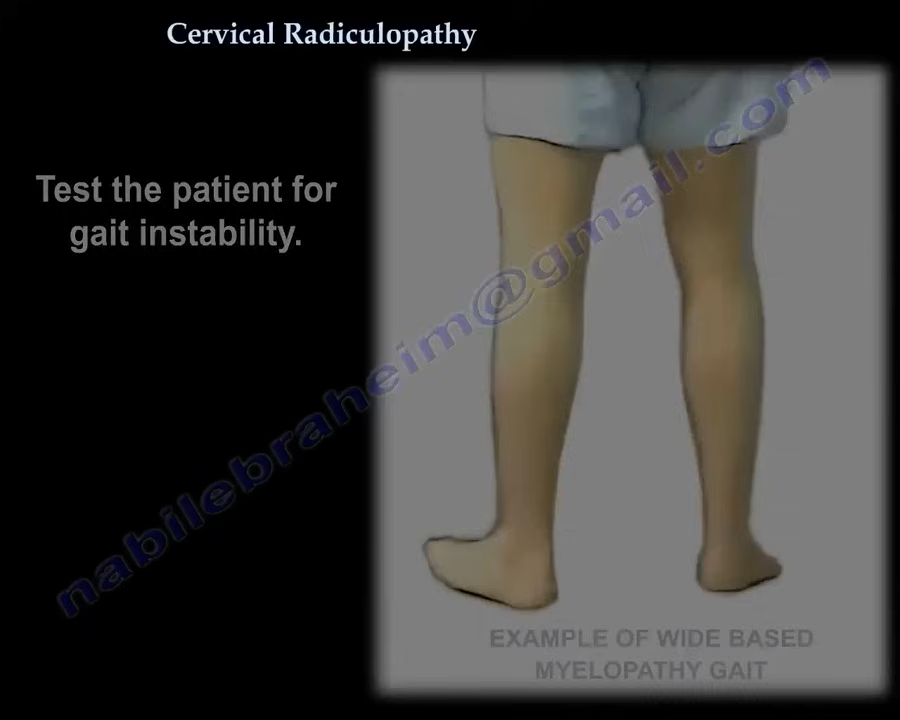 Cervical Radiculopathy
Test the patient for
gait instability.
nabilebraheim@gmail.com
EXAMPLE OF WIDE BASED
MYELOPATHY GAIT